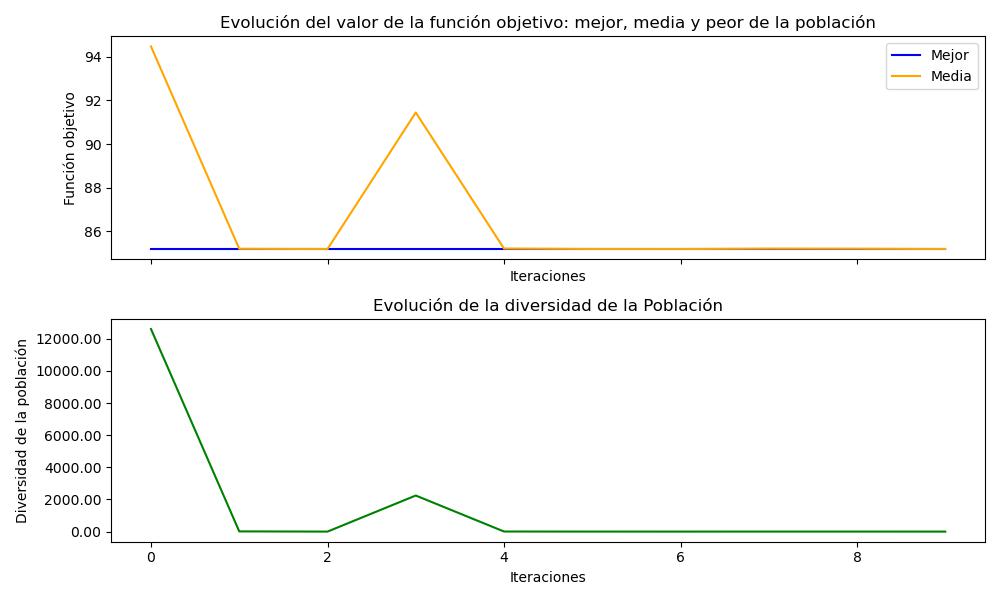 Evolución del valor de la función objetivo: mejor, media y peor de la población
94
92
90
88
86
Función objetivo
Mejor
Media
Iteraciones
Evolución de la diversidad de la Población
12000.00
10000.00
8000.00
6000.00
4000.00
2000.00
0.00
Diversidad de la población
0 2 4 6 8
Iteraciones